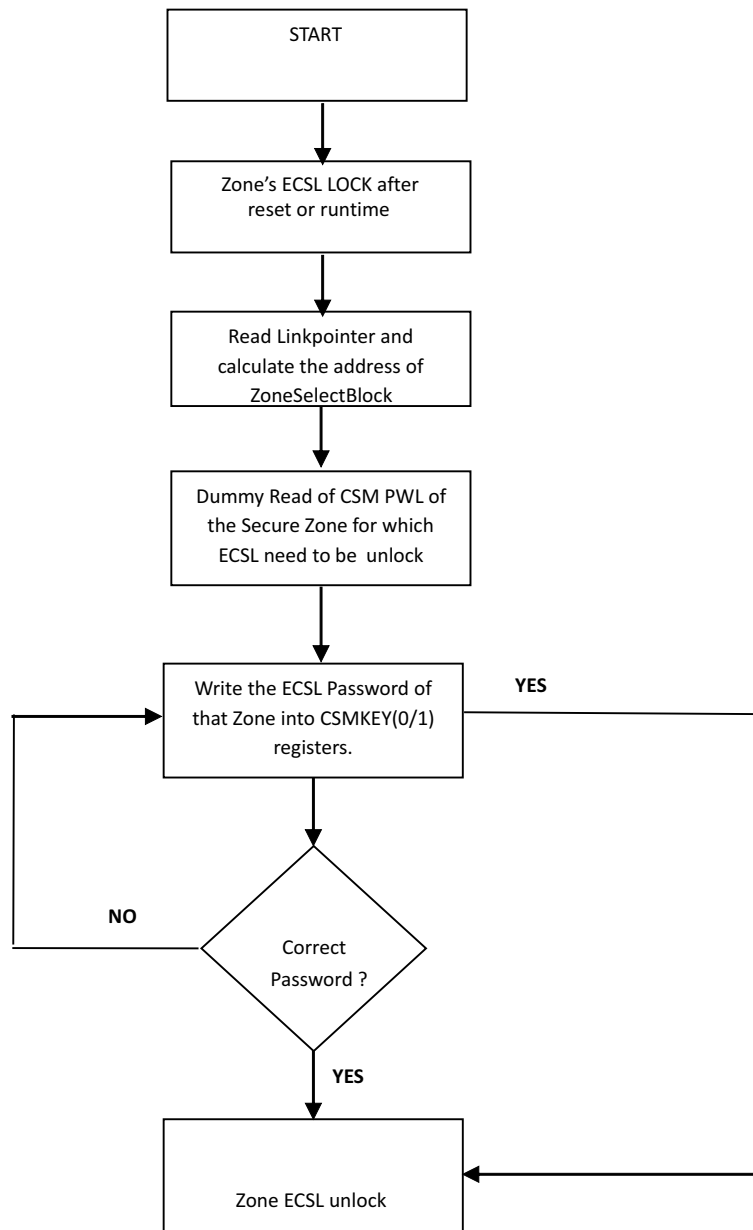 START
Zone’s ECSL LOCK after
reset or runtime
Read Linkpointer and
calculate the address of
ZoneSelectBlock
Dummy Read of CSM PWL of
the Secure Zone for which
ECSL need to be unlock
Write the ECSL Password of
that Zone into CSMKEY(0/1)
registers.
YES
NO
Correct
Password ?
YES
Zone ECSL unlock